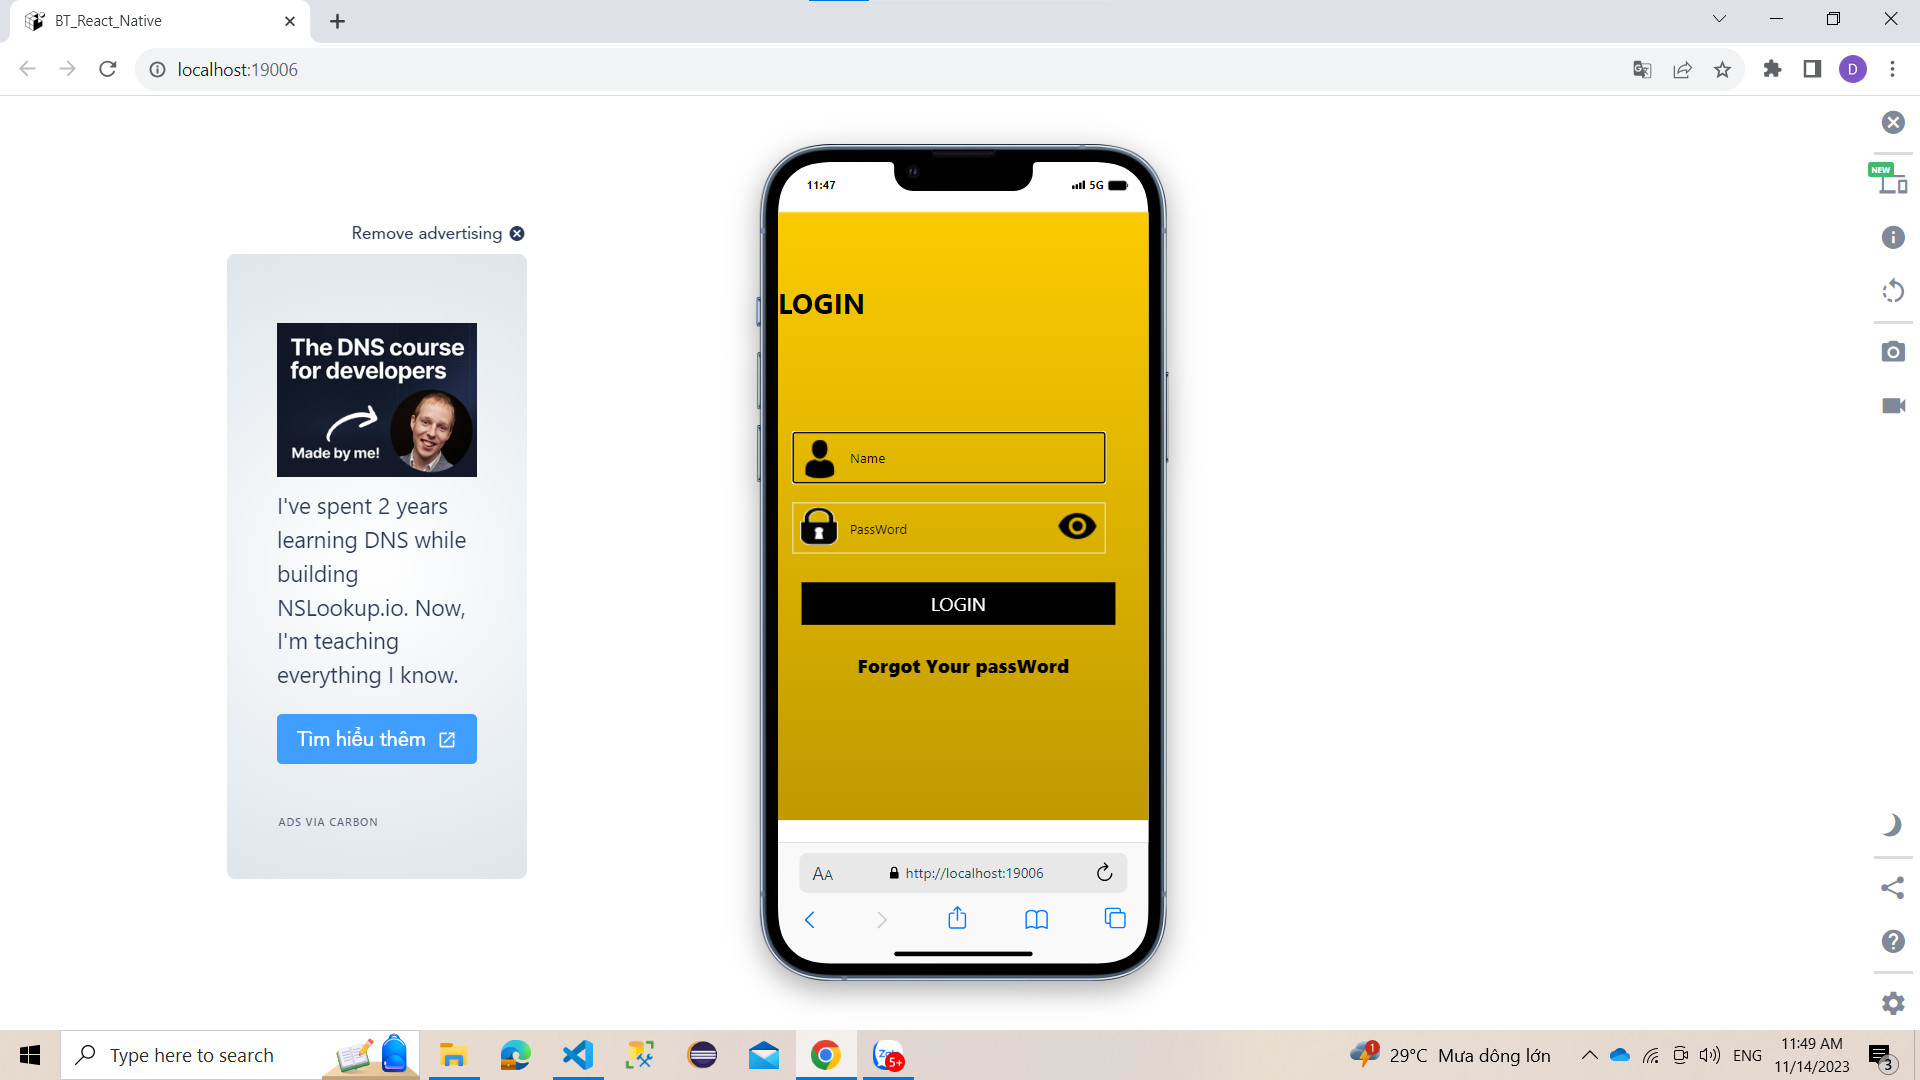 BT_React_Native
localhost:19006
D
NEW
Remove advertising
The DNS course
for developers
Made by me!
I've spent 2 years
learning DNS while
building
NSLookup.io. Now,
I'm teaching
everything I know.
Tìm hiểu thêm
ADS VIA CARBON
11:47
5G
LOGIN
Name
PassWord
LOGIN
Forgot Your passWord
AA
http://localhost:19006
Type here to search
5+
1
29°C Mưa dông lớn
ENG
11:49 AM
11/14/2023
3